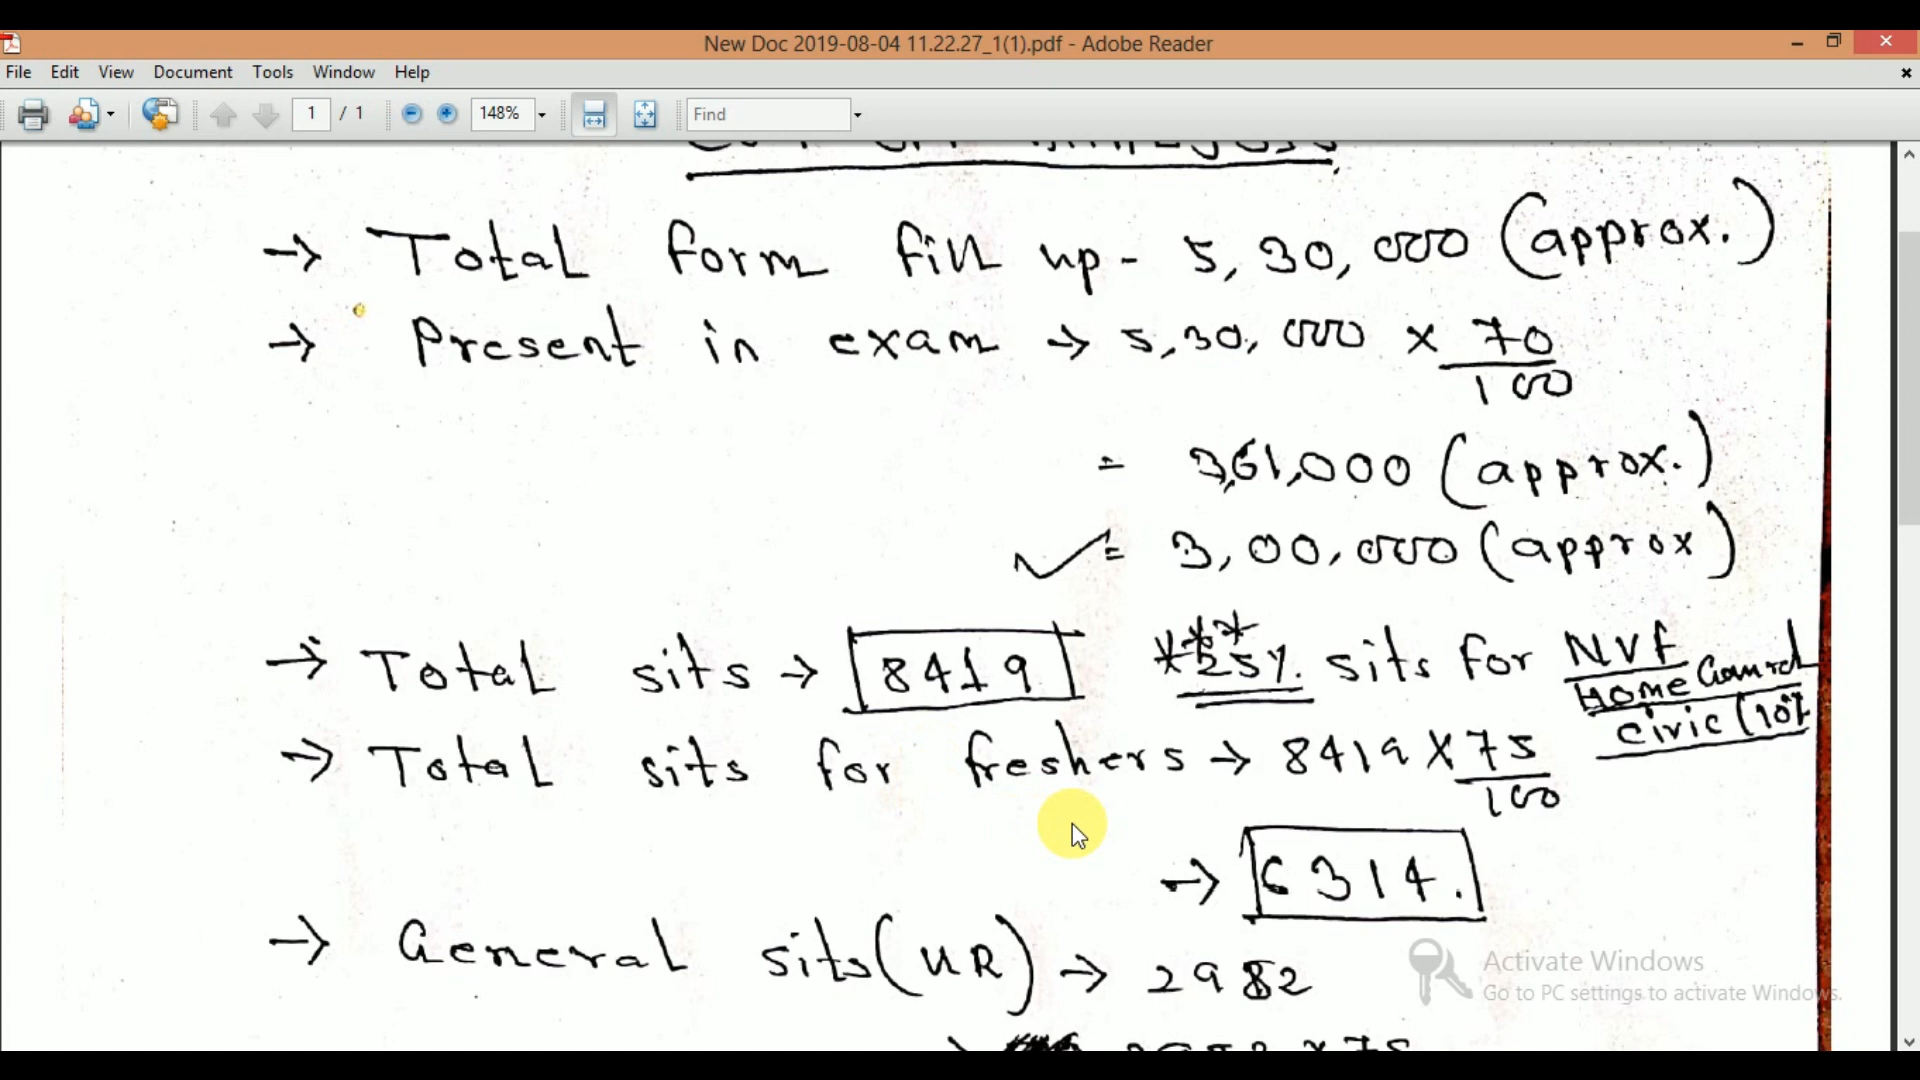 New Doc 2019-08-04 11.22.27_1(1).pdf - Adobe Reader
File Edit View Document Tools Window Help
1 / 1 148% Find
→ Total form fill up - 5,30,000 (approx.)
→ Present in exam → 5,30,000 × 70
100
= 3,61,000 (approx.)
= 3,00,000 (approx)
→ Total sits → 8419 *** 25% sits for NVF
Home Gaurd
Civic (10%
→ Total sits for freshers → 8419 × 75
100
→ 6314.
→ General sits (UR) → 2982
Activate Windows
Go to PC settings to activate Windows.